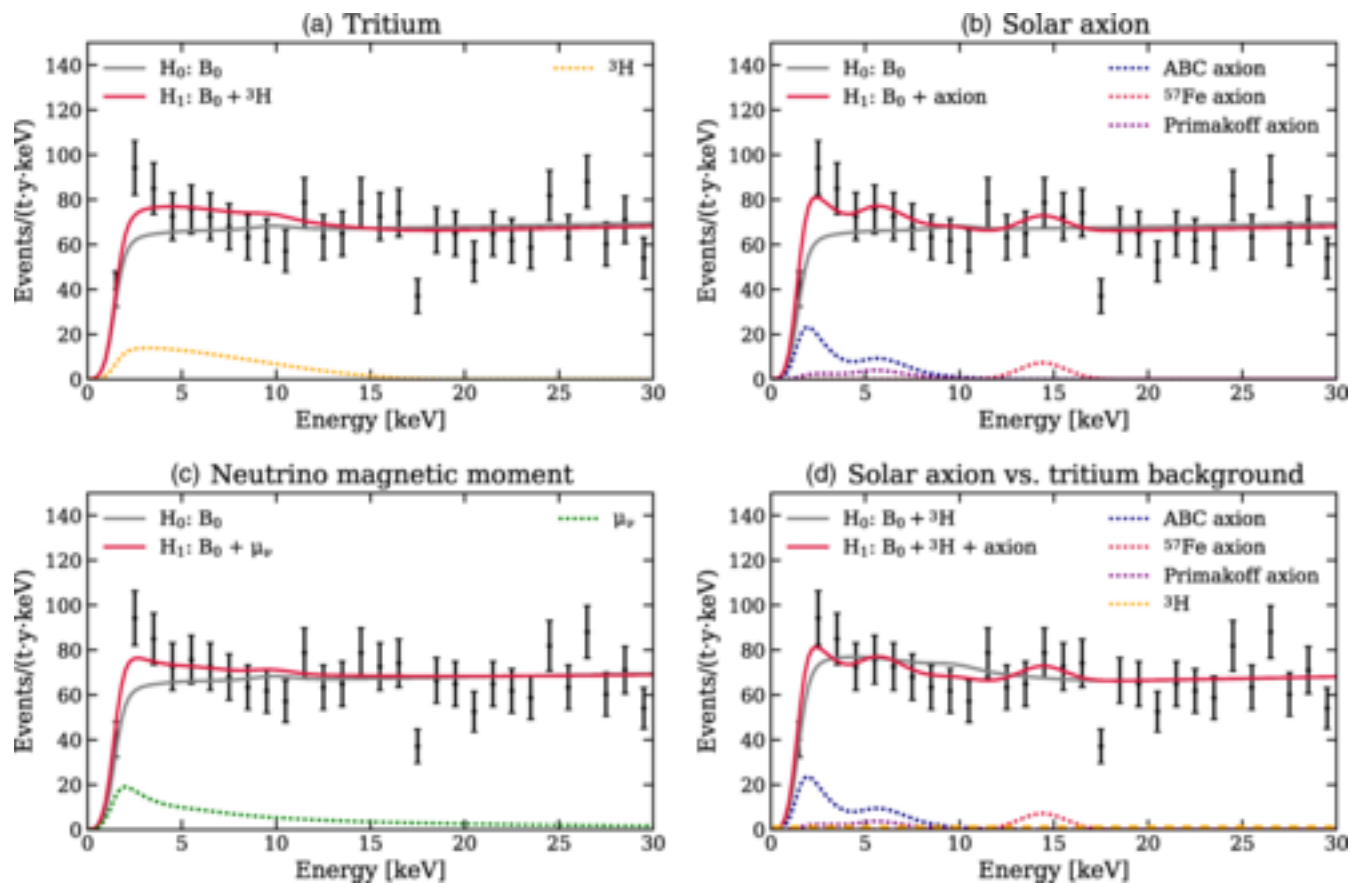 (a) Tritium
140
120
100
80
60
40
20
0
Events/(t·y·keV)
H₀: B₀
H₁: B₀ + ³H
³H
0 5 10 15 20 25 30
Energy [keV]
(b) Solar axion
140
120
100
80
60
40
20
0
Events/(t·y·keV)
H₀: B₀
H₁: B₀ + axion
ABC axion
⁵⁷Fe axion
Primakoff axion
0 5 10 15 20 25 30
Energy [keV]
(c) Neutrino magnetic moment
140
120
100
80
60
40
20
0
Events/(t·y·keV)
H₀: B₀
H₁: B₀ + μᵥ
μᵥ
0 5 10 15 20 25 30
Energy [keV]
(d) Solar axion vs. tritium background
140
120
100
80
60
40
20
0
Events/(t·y·keV)
H₀: B₀ + ³H
H₁: B₀ + ³H + axion
ABC axion
⁵⁷Fe axion
Primakoff axion
³H
0 5 10 15 20 25 30
Energy [keV]